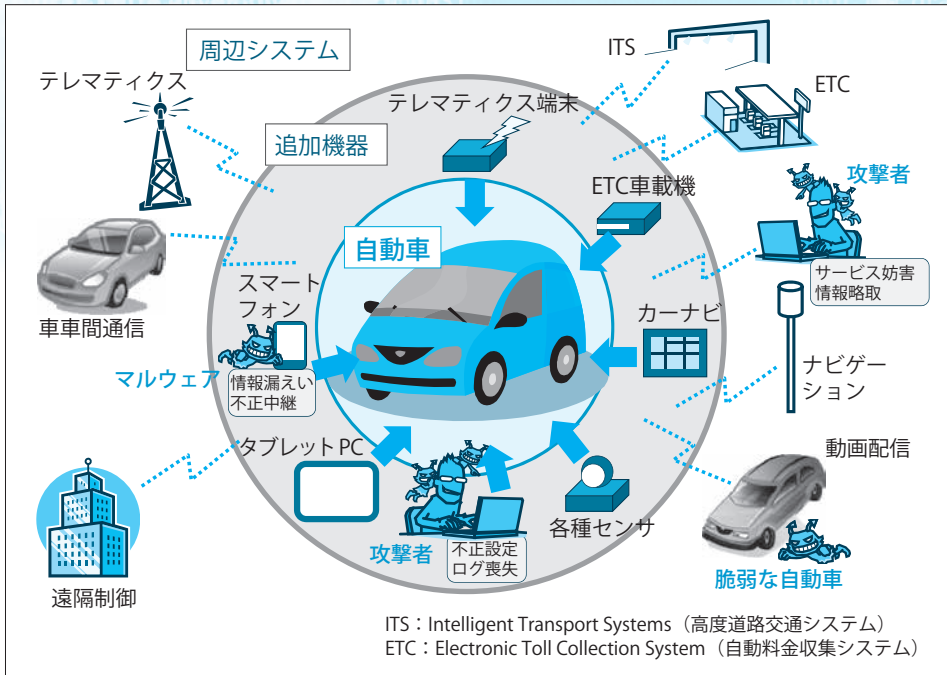 周辺システム
ITS
テレマティクス
ETC
テレマティクス端末
追加機器
ETC車載機
攻撃者
自動車
サービス妨害
情報略取
スマート
フォン
カーナビ
車車間通信
マルウェア
情報漏えい
不正中継
ナビゲー
ション
タブレットPC
動画配信
各種センサ
攻撃者
不正設定
ログ喪失
脆弱な自動車
遠隔制御
ITS：Intelligent Transport Systems（高度道路交通システム）
ETC：Electronic Toll Collection System（自動料金収集システム）